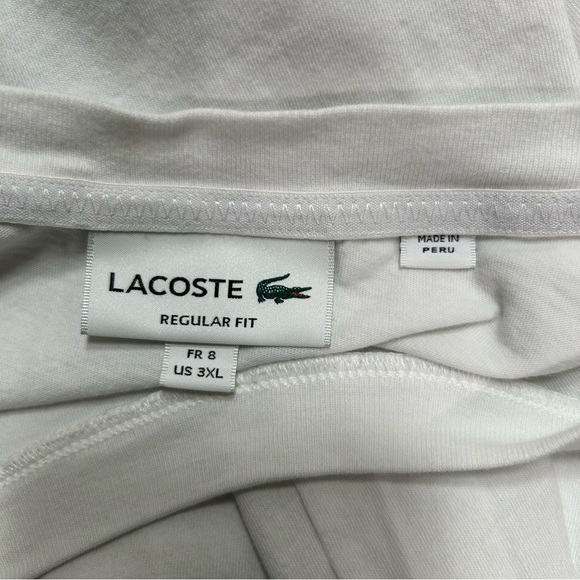 LACOSTE
REGULAR FIT
FR 8
US 3XL
MADE IN
PERU